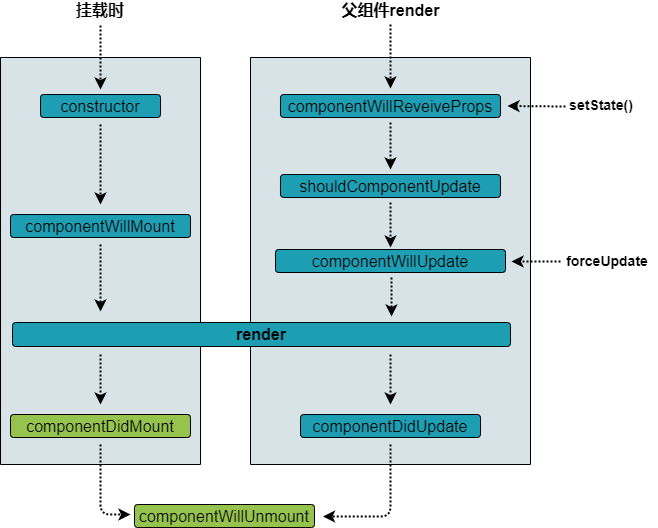 挂载时
父组件render
constructor
componentWillReveiveProps
setState()
shouldComponentUpdate
componentWillMount
componentWillUpdate
forceUpdate
render
componentDidMount
componentDidUpdate
componentWillUnmount